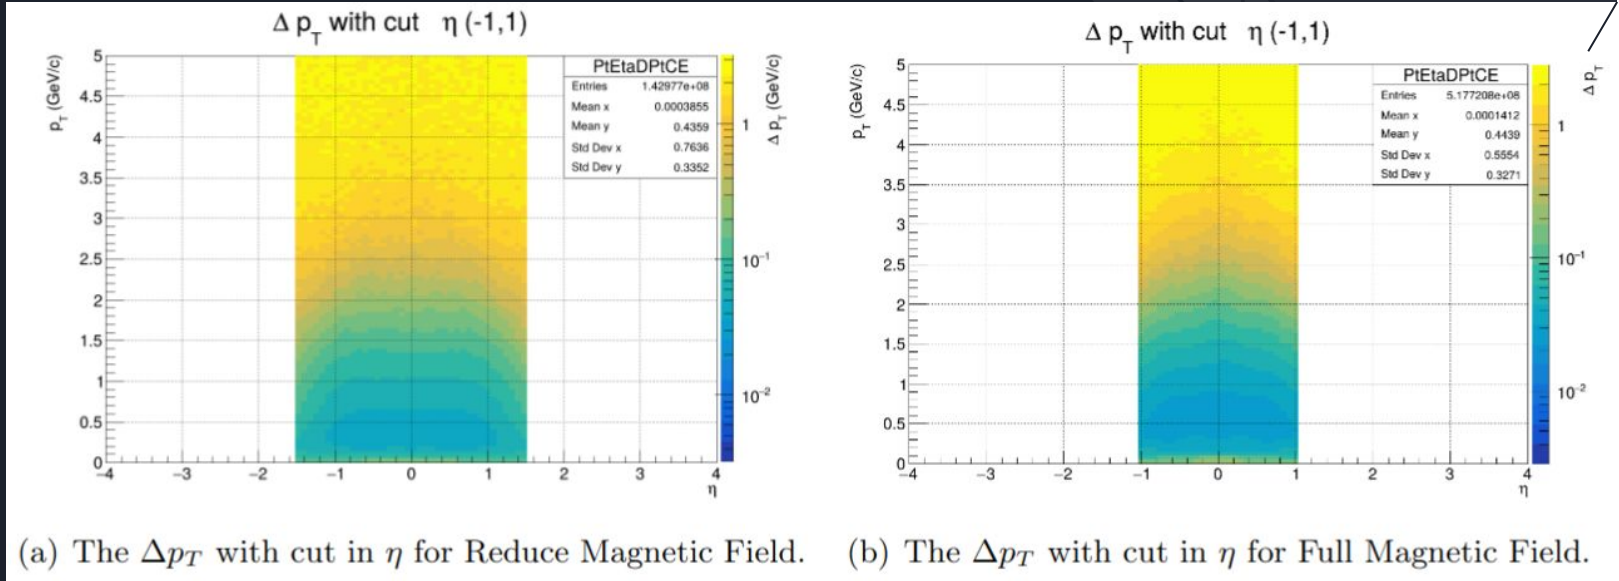 Δ p_T with cut η (-1,1)
p_T (GeV/c)
5
4.5
4
3.5
3
2.5
2
1.5
1
0.5
0
−4 −3 −2 −1 0 1 2 3 4
η
PtEtaDPtCE
Entries 1.42977e+08
Mean x 0.0003855
Mean y 0.4359
Std Dev x 0.7636
Std Dev y 0.3352
1
10⁻¹
10⁻²
Δ p_T (GeV/c)
(a) The Δp_T with cut in η for Reduce Magnetic Field.
Δ p_T with cut η (-1,1)
p_T (GeV/c)
5
4.5
4
3.5
3
2.5
2
1.5
1
0.5
0
−4 −3 −2 −1 0 1 2 3 4
η
PtEtaDPtCE
Entries 5.177208e+08
Mean x 0.0001412
Mean y 0.4439
Std Dev x 0.5554
Std Dev y 0.3271
1
10⁻¹
10⁻²
Δ p_T
(b) The Δp_T with cut in η for Full Magnetic Field.